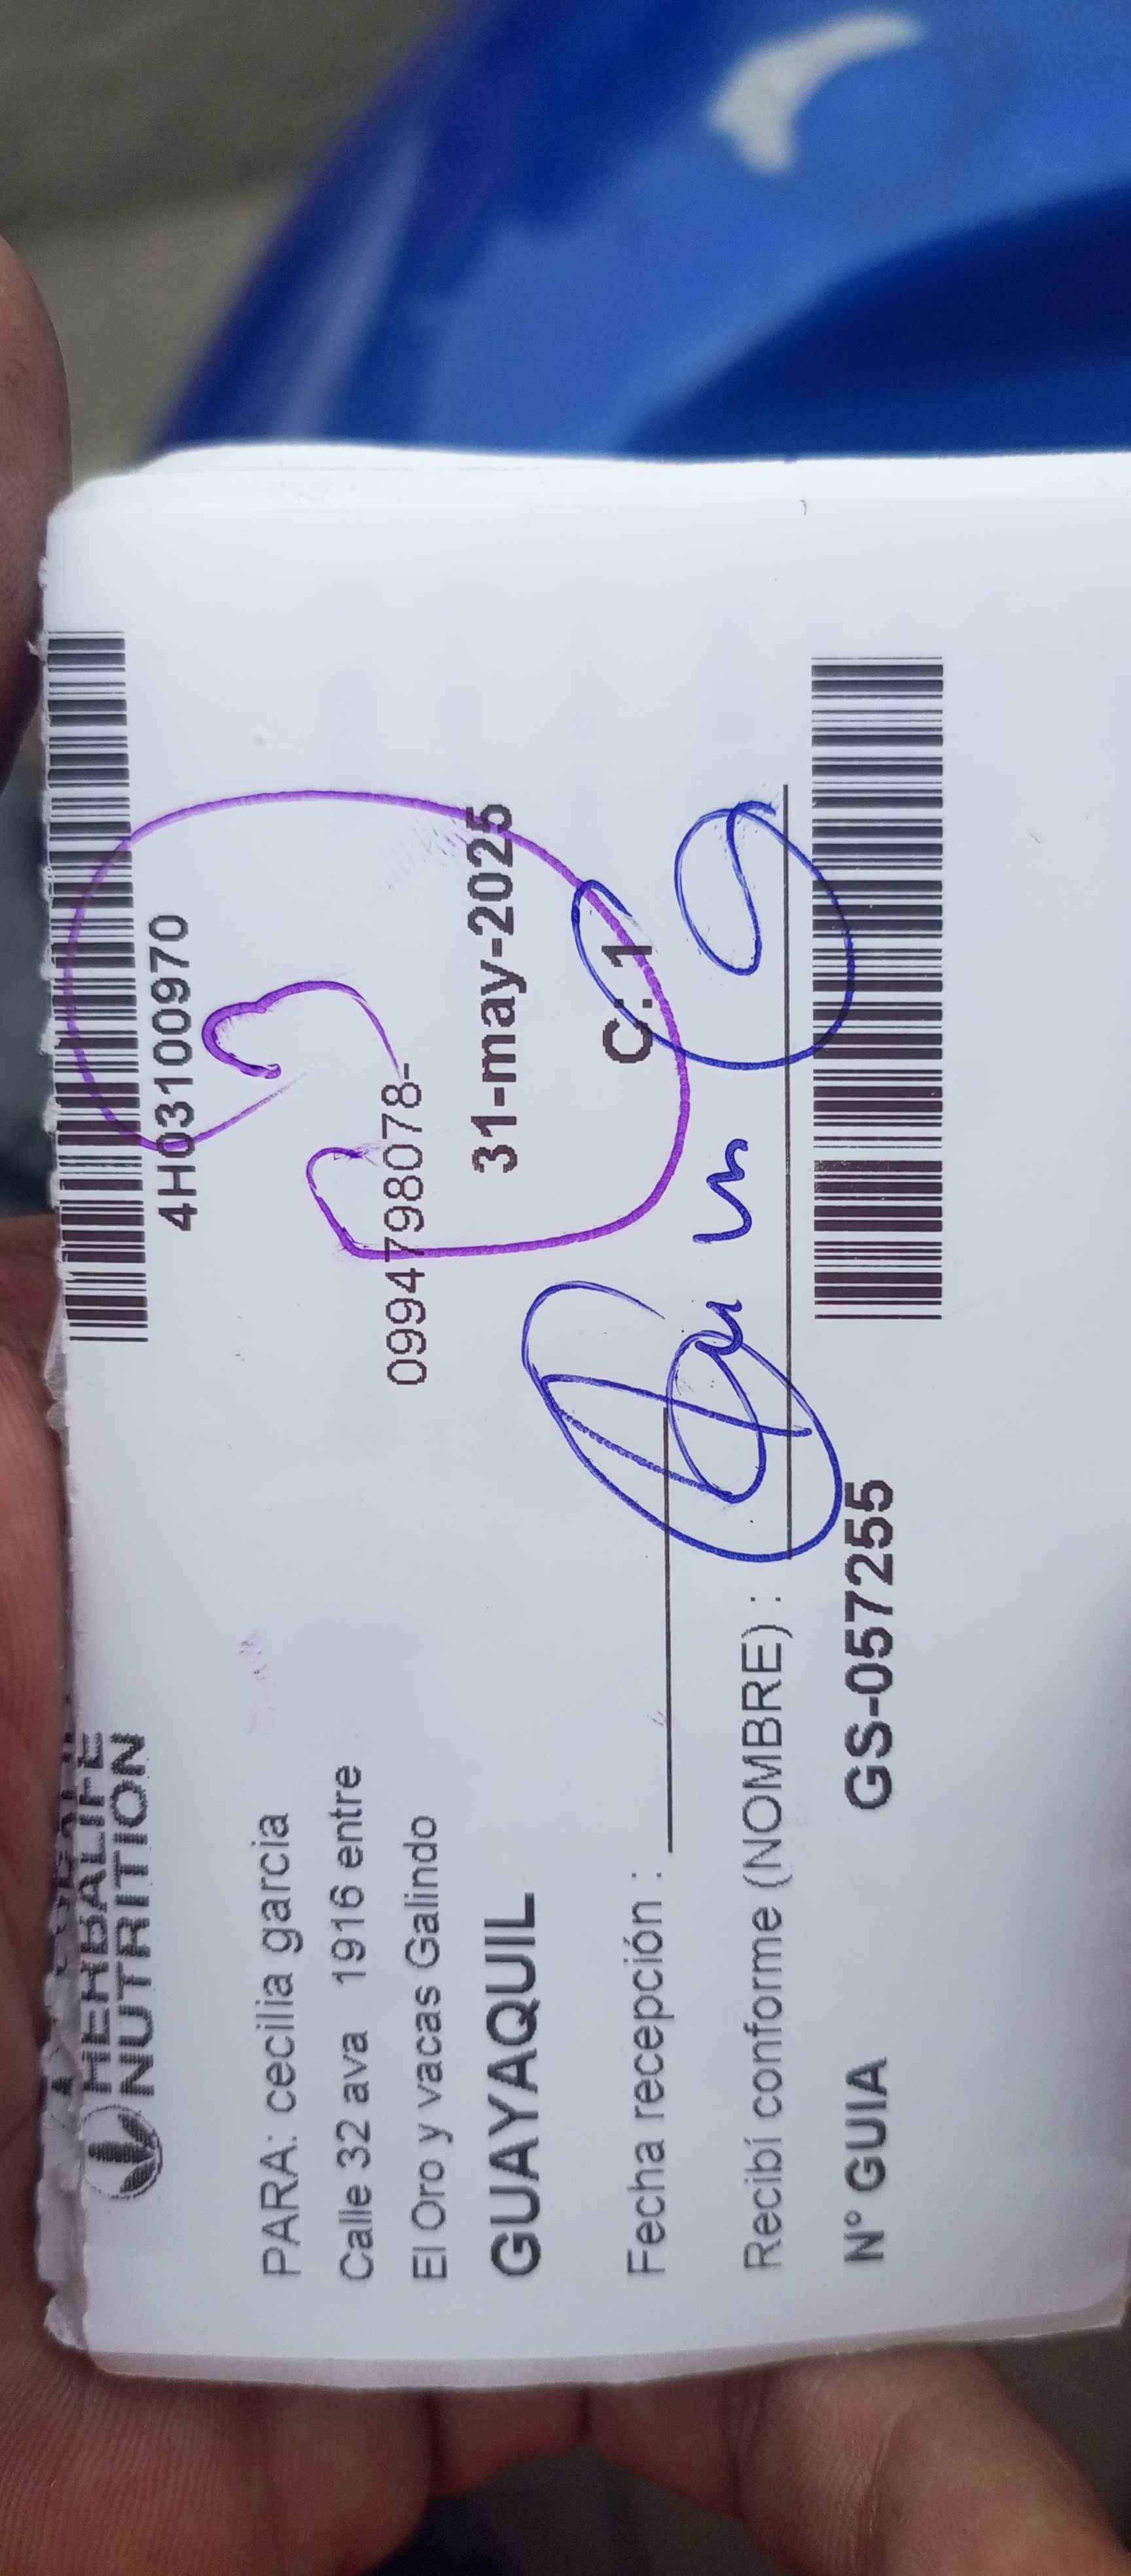 HERBALIFE
NUTRITION
4H03100970
PARA: cecilia garcia
Calle 32 ava 1916 entre
El Oro y vacas Galindo
0994798078-
GUAYAQUIL
31-may-2025
Fecha recepción :
C: 1
Recibí conforme (NOMBRE) :
N° GUIA
GS-057255